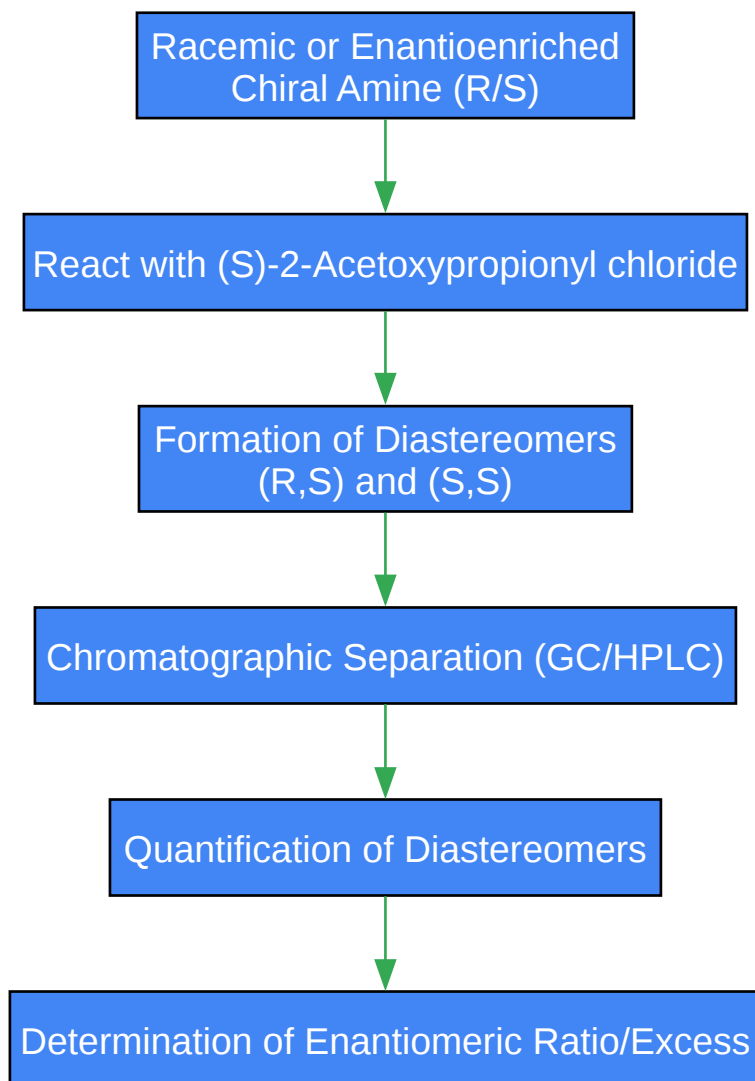 Racemic or Enantioenriched
Chiral Amine (R/S)
React with (S)-2-Acetoxypropionyl chloride
Formation of Diastereomers
(R,S) and (S,S)
Chromatographic Separation (GC/HPLC)
Quantification of Diastereomers
Determination of Enantiomeric Ratio/Excess